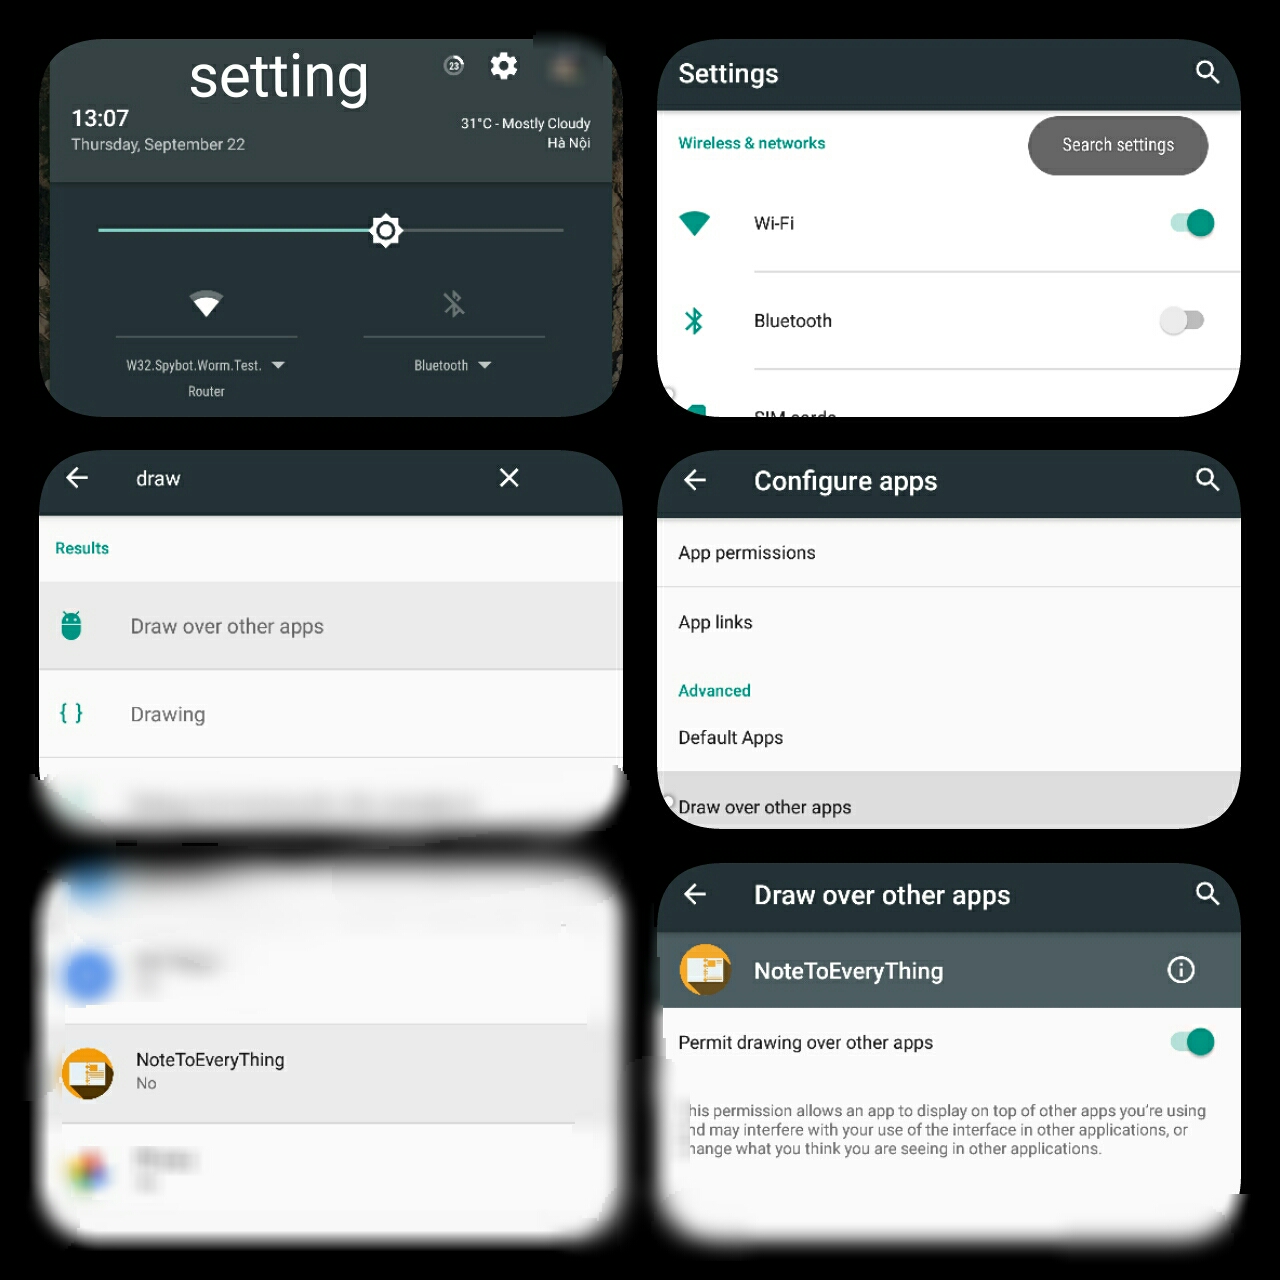 setting
23
13:07
Thursday, September 22
31°C - Mostly Cloudy
Hà Nội
W32.Spybot.Worm.Test.
Router
Bluetooth
Settings
Wireless & networks
Search settings
Wi-Fi
Bluetooth
SIM cards
draw
Results
Draw over other apps
{ } Drawing
Configure apps
App permissions
App links
Advanced
Default Apps
Draw over other apps
NoteToEveryThing
No
Draw over other apps
NoteToEveryThing
Permit drawing over other apps
his permission allows an app to display on top of other apps you're using
nd may interfere with your use of the interface in other applications, or
hange what you think you are seeing in other applications.